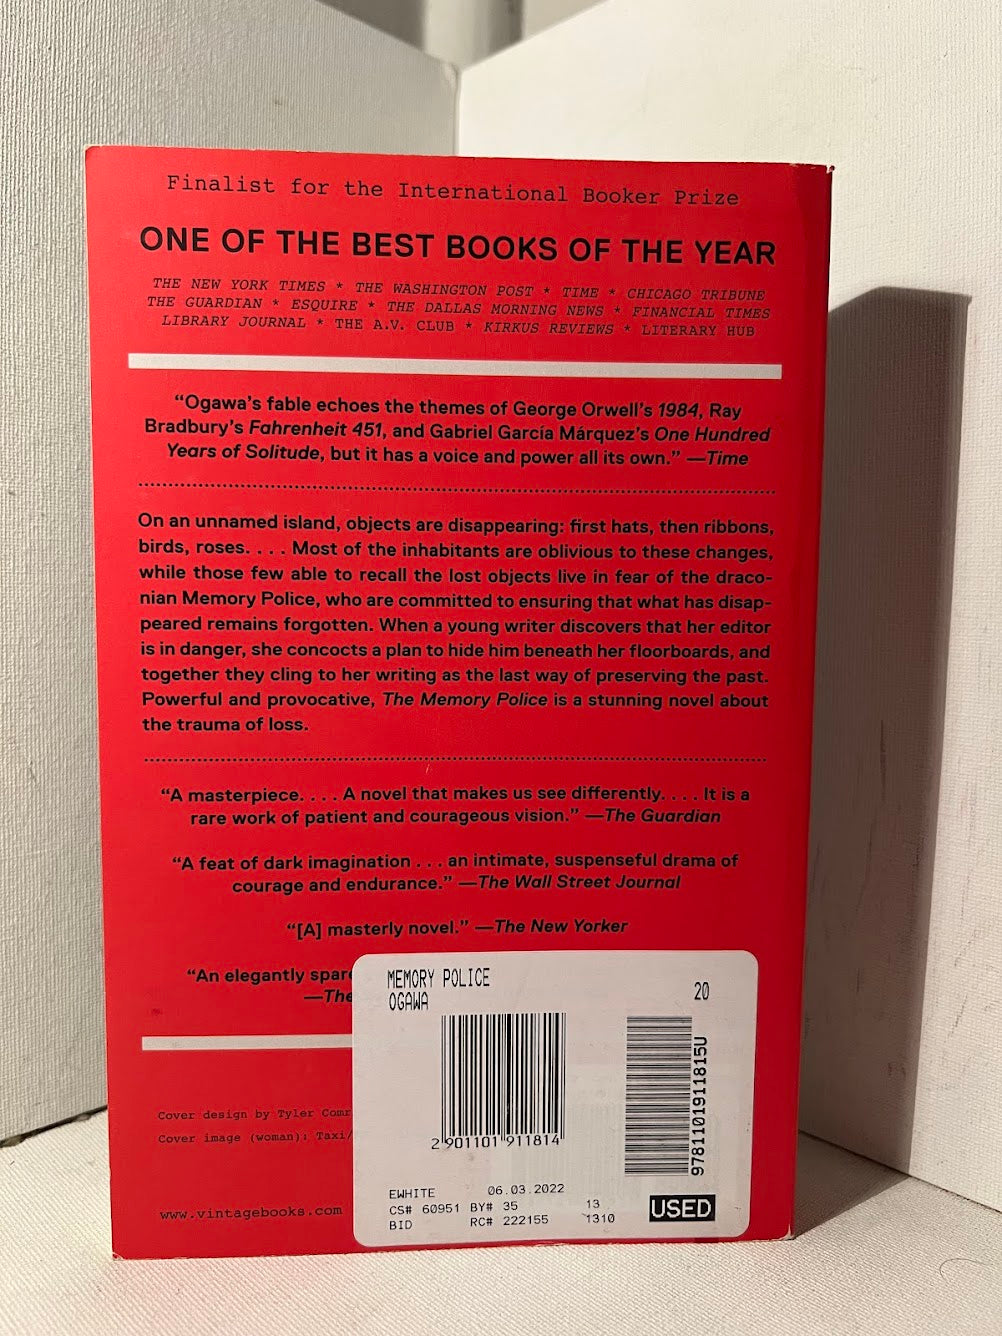 Finalist for the International Booker Prize
ONE OF THE BEST BOOKS OF THE YEAR
THE NEW YORK TIMES * THE WASHINGTON POST * TIME * CHICAGO TRIBUNE
THE GUARDIAN * ESQUIRE * THE DALLAS MORNING NEWS * FINANCIAL TIMES
LIBRARY JOURNAL * THE A.V. CLUB * KIRKUS REVIEWS * LITERARY HUB
“Ogawa’s fable echoes the themes of George Orwell’s 1984, Ray
Bradbury’s Fahrenheit 451, and Gabriel García Márquez’s One Hundred
Years of Solitude, but it has a voice and power all its own.” —Time
On an unnamed island, objects are disappearing: first hats, then ribbons,
birds, roses. . . . Most of the inhabitants are oblivious to these changes,
while those few able to recall the lost objects live in fear of the draco-
nian Memory Police, who are committed to ensuring that what has disap-
peared remains forgotten. When a young writer discovers that her editor
is in danger, she concocts a plan to hide him beneath her floorboards, and
together they cling to her writing as the last way of preserving the past.
Powerful and provocative, The Memory Police is a stunning novel about
the trauma of loss.
“A masterpiece. . . . A novel that makes us see differently. . . . It is a
rare work of patient and courageous vision.” —The Guardian
“A feat of dark imagination . . . an intimate, suspenseful drama of
courage and endurance.” —The Wall Street Journal
“[A] masterly novel.” —The New Yorker
“An elegantly spare
—The
Cover design by Tyler Comr
Cover image (woman): Taxi/
www.vintagebooks.com
MEMORY POLICE
OGAWA
20
2 901101 911814
9781101911815U
EWHITE 06.03.2022
CS# 60951 BY# 35 13
BID RC# 222155 1310
USED